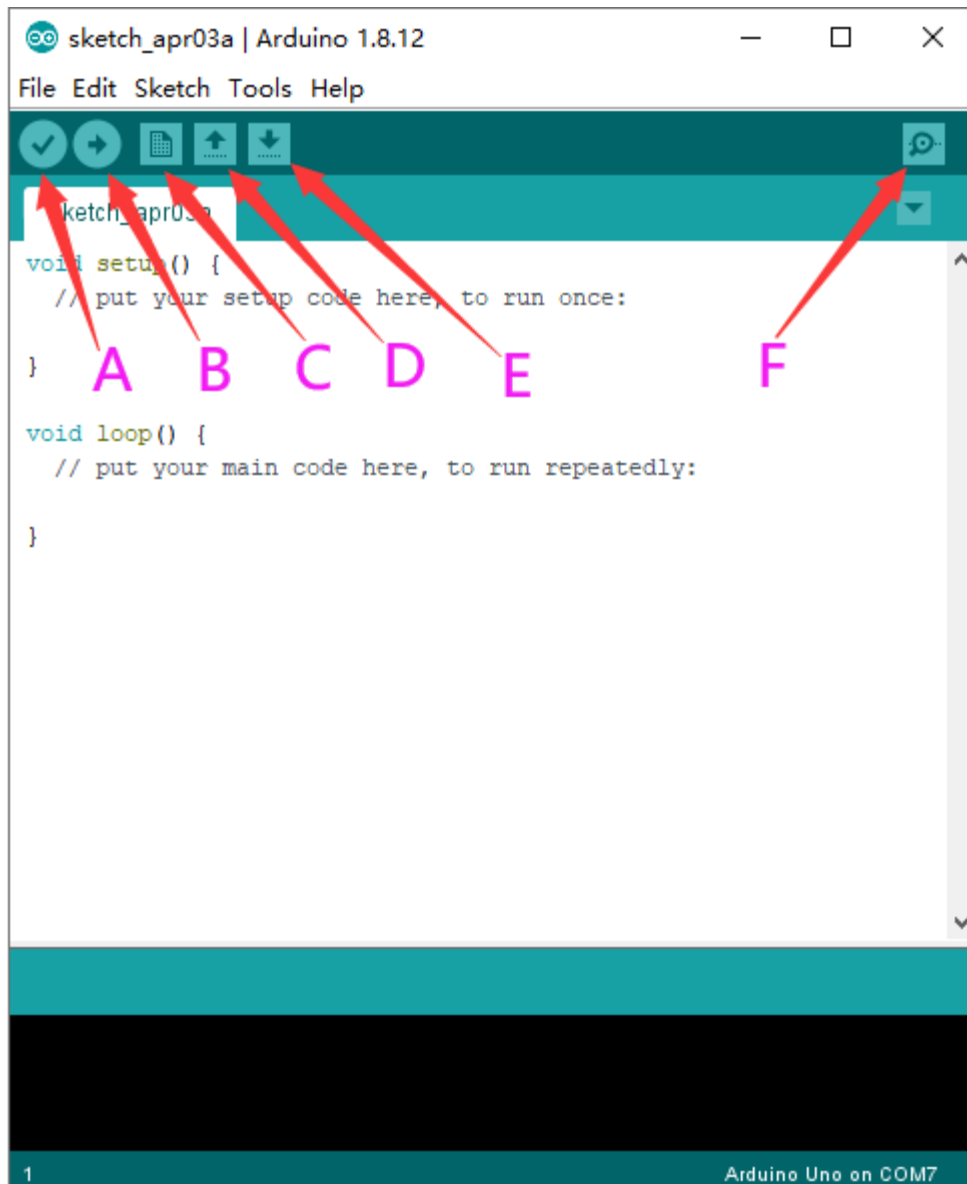 sketch_apr03a | Arduino 1.8.12
File Edit Sketch Tools Help
sketch_apr03a
void setup() {
// put your setup code here, to run once:
}
A B C D E F
void loop() {
// put your main code here, to run repeatedly:
}
1 Arduino Uno on COM7